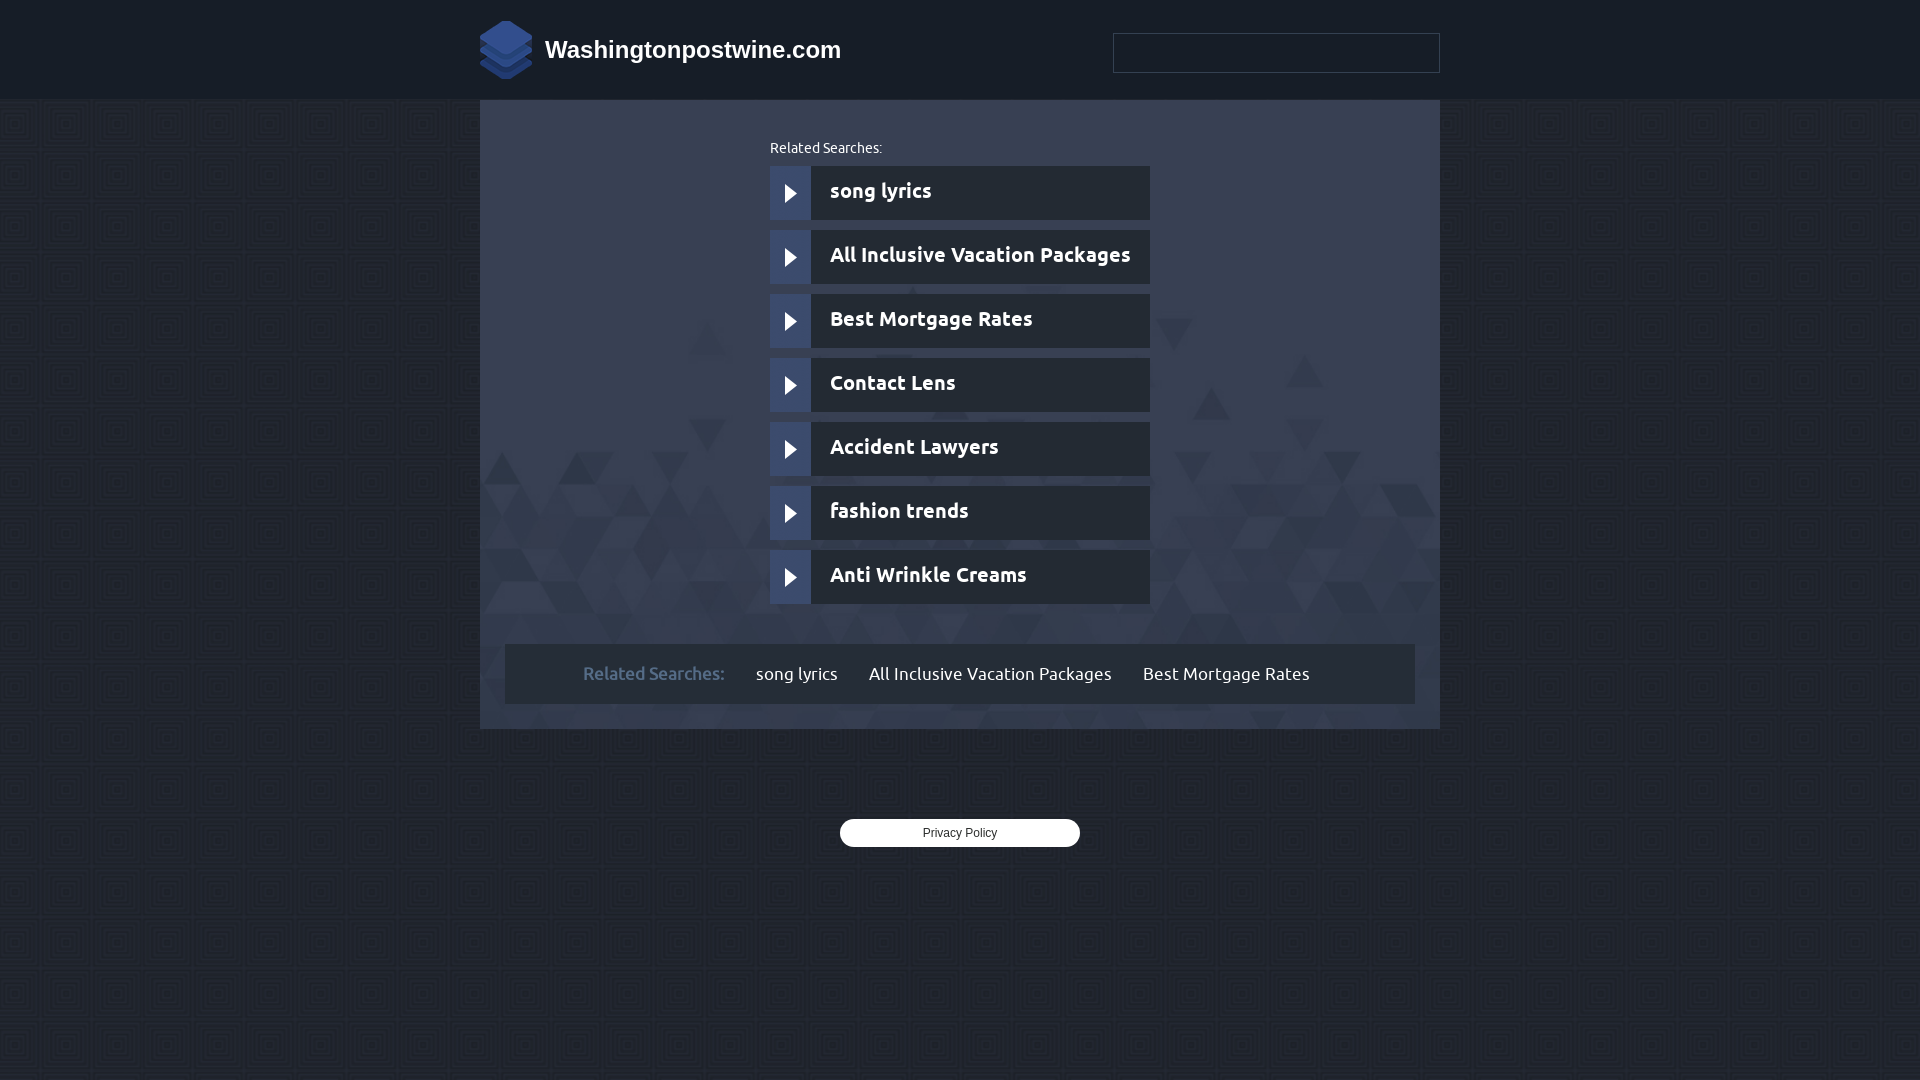 Washingtonpostwine.com
Related Searches:
song lyrics
All Inclusive Vacation Packages
Best Mortgage Rates
Contact Lens
Accident Lawyers
fashion trends
Anti Wrinkle Creams
Related Searches: song lyrics All Inclusive Vacation Packages Best Mortgage Rates
Privacy Policy